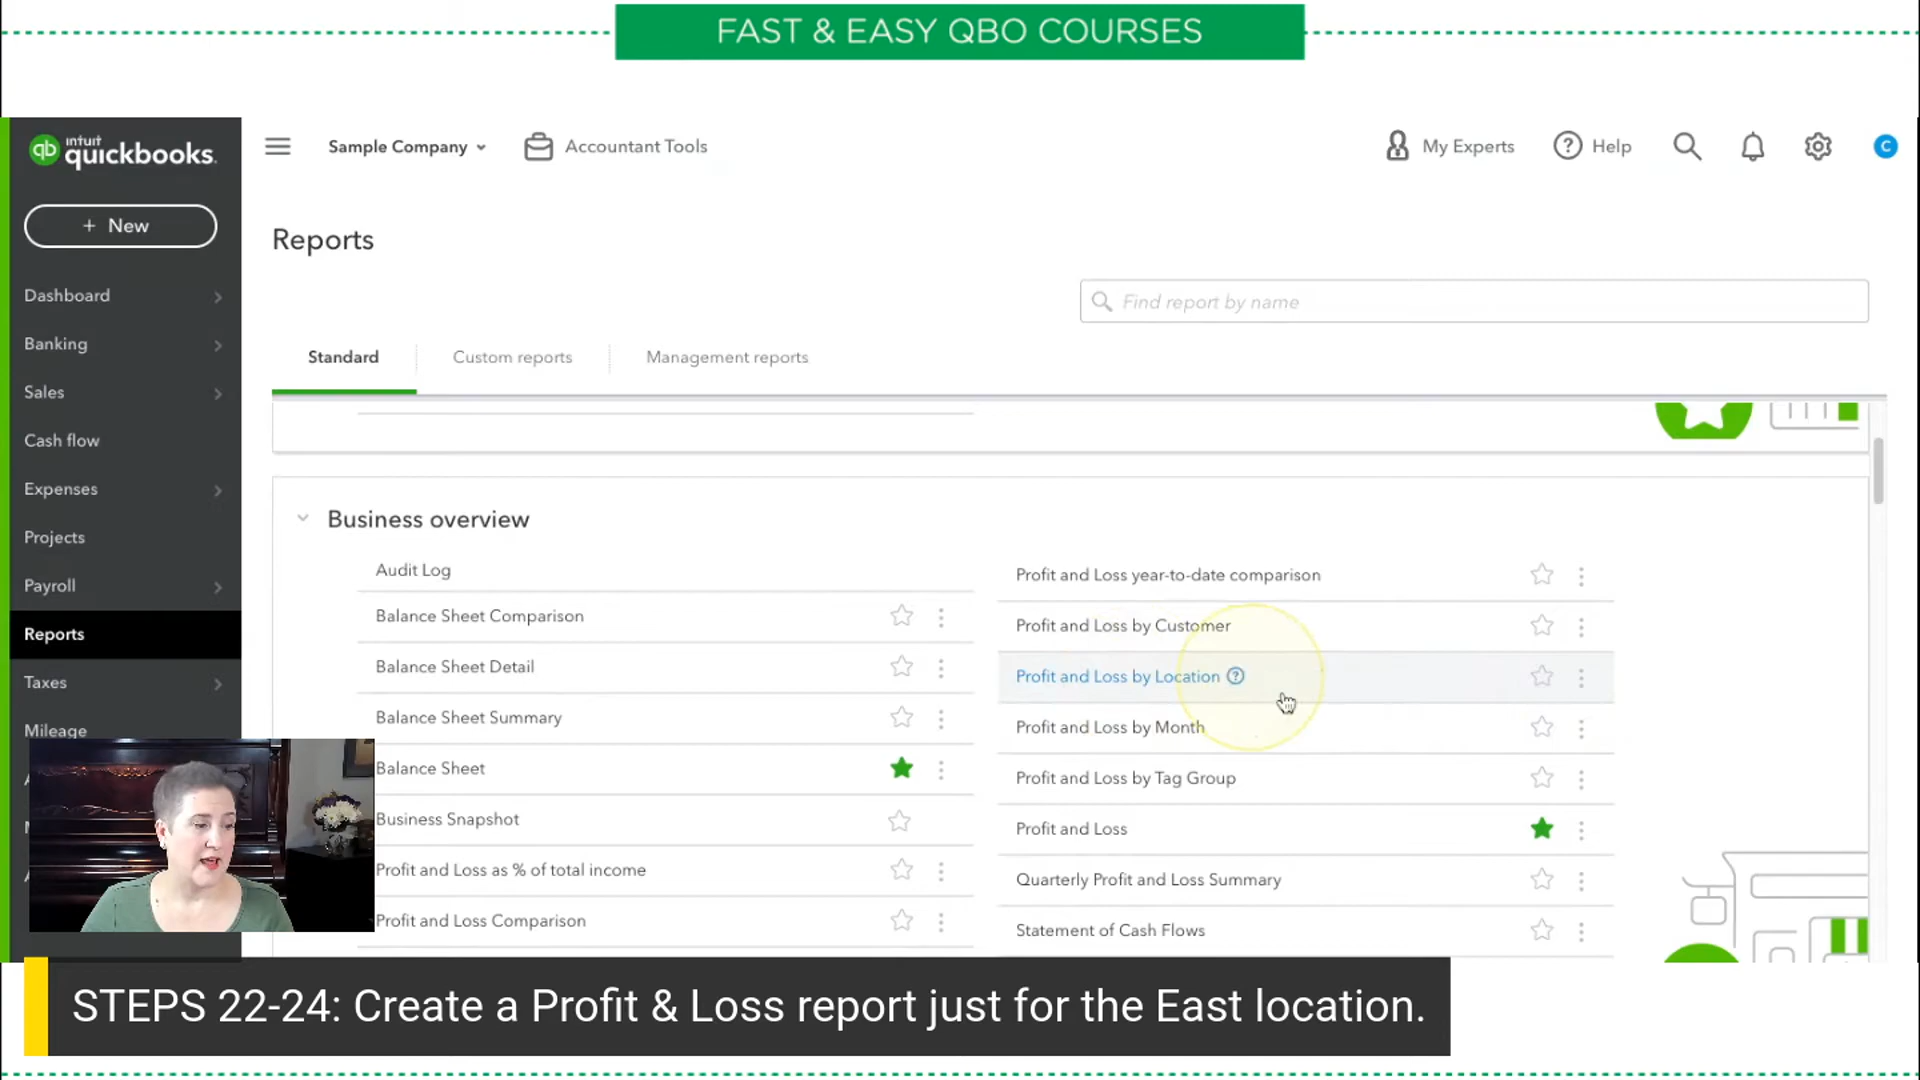 FAST & EASY QBO COURSES
intuit
qb quickbooks.
Sample Company
Accountant Tools
My Experts
Help
C
+ New
Reports
Find report by name
Dashboard
Banking
Sales
Cash flow
Expenses
Projects
Payroll
Reports
Taxes
Mileage
Standard
Custom reports
Management reports
Business overview
Audit Log
Balance Sheet Comparison
Balance Sheet Detail
Balance Sheet Summary
Balance Sheet
Business Snapshot
Profit and Loss as % of total income
Profit and Loss Comparison
Profit and Loss year-to-date comparison
Profit and Loss by Customer
Profit and Loss by Location
Profit and Loss by Month
Profit and Loss by Tag Group
Profit and Loss
Quarterly Profit and Loss Summary
Statement of Cash Flows
STEPS 22-24: Create a Profit & Loss report just for the East location.